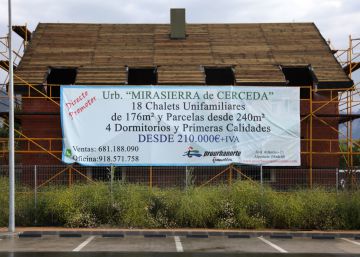 Directo
Promotor
Urb. "MIRASIERRA de CERCEDA"
18 Chalets Unifamiliares
de 176m² y Parcelas desde 240m²
4 Dormitorios y Primeras Calidades
DESDE 210.000€+IVA
Ventas: 681.188.090
Oficina: 918.571.758
prourbanorte